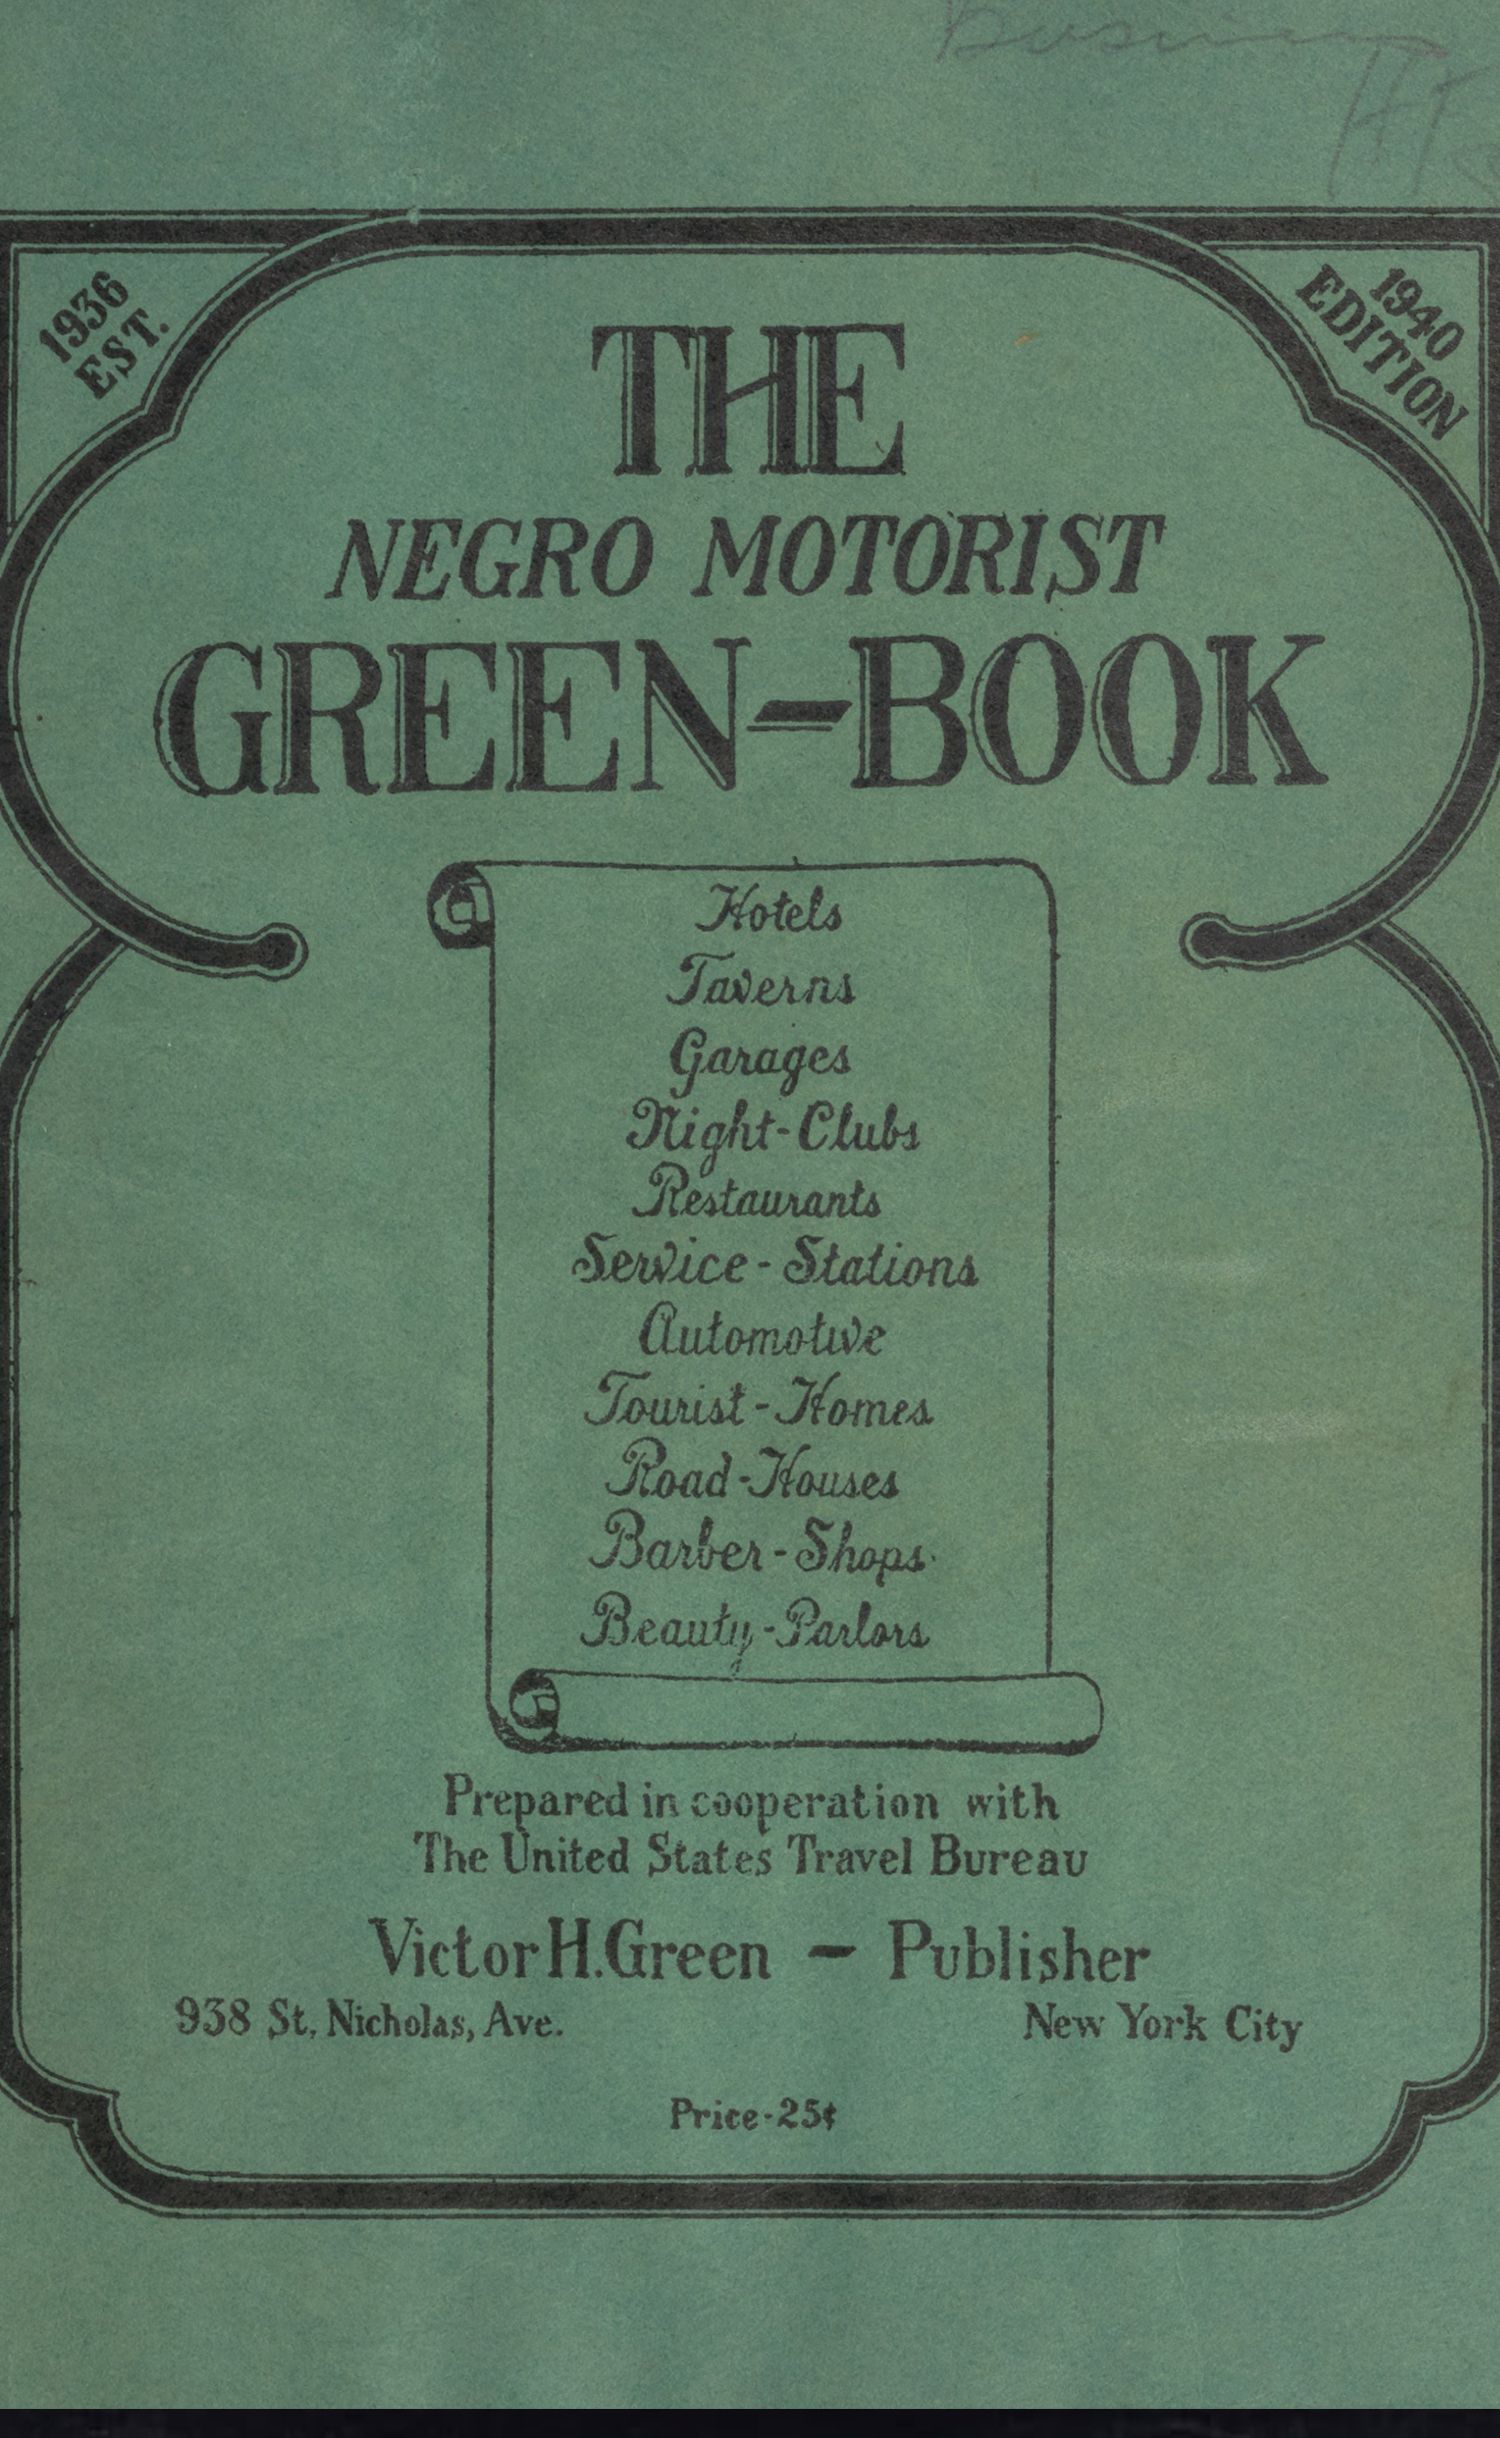 Business
1936
EST.
1940
EDITION
THE
NEGRO MOTORIST
GREEN-BOOK
Hotels
Taverns
Garages
Night-Clubs
Restaurants
Service-Stations
Automotive
Tourist-Homes
Road-Houses
Barber-Shops
Beauty-Parlors
Prepared in cooperation with
The United States Travel Bureau
Victor H. Green - Publisher
938 St. Nicholas, Ave. New York City
Price-25¢